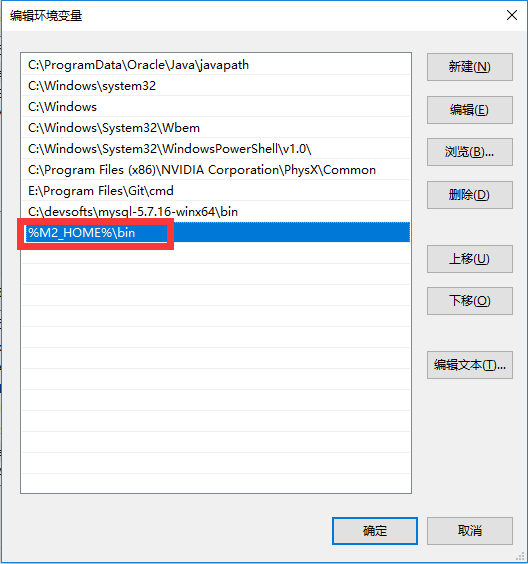 编辑环境变量
C:\ProgramData\Oracle\Java\javapath
C:\Windows\system32
C:\Windows
C:\Windows\System32\Wbem
C:\Windows\System32\WindowsPowerShell\v1.0\
C:\Program Files (x86)\NVIDIA Corporation\PhysX\Common
E:\Program Files\Git\cmd
C:\devsofts\mysql-5.7.16-winx64\bin
%M2_HOME%\bin
新建(N)
编辑(E)
浏览(B)...
删除(D)
上移(U)
下移(O)
编辑文本(T)...
确定
取消